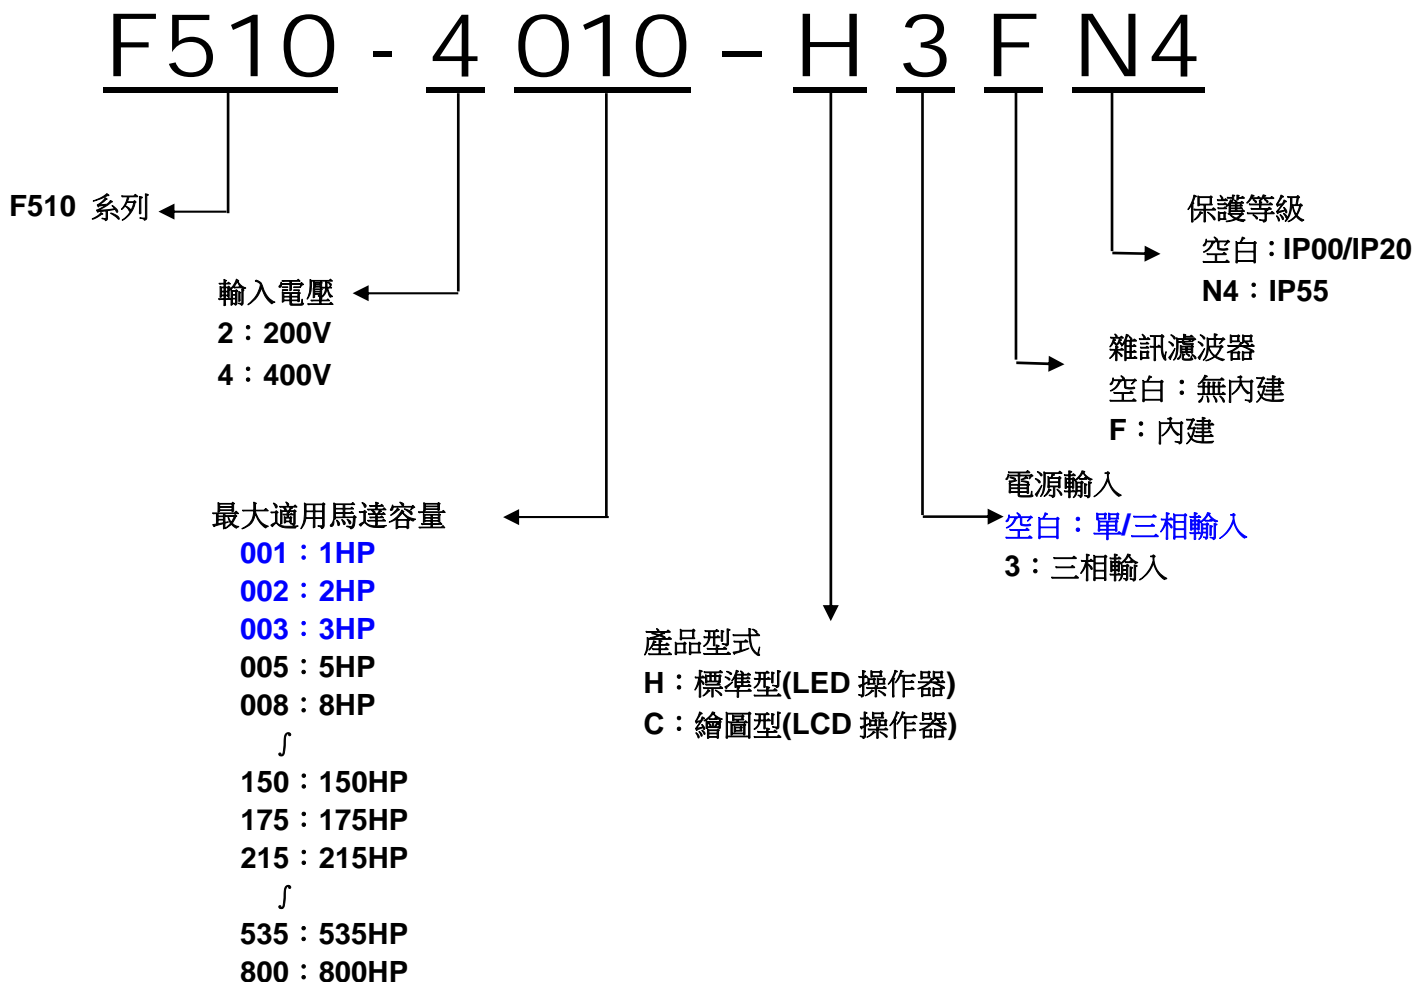 F510 - 4 010 – H 3 F N4
F510 系列
保護等級
空白：IP00/IP20
N4：IP55
輸入電壓
2：200V
4：400V
雜訊濾波器
空白：無內建
F：內建
電源輸入
空白：單/三相輸入
3：三相輸入
最大適用馬達容量
001：1HP
002：2HP
003：3HP
005：5HP
008：8HP
∫
150：150HP
175：175HP
215：215HP
∫
535：535HP
800：800HP
產品型式
H：標準型(LED 操作器)
C：繪圖型(LCD 操作器)